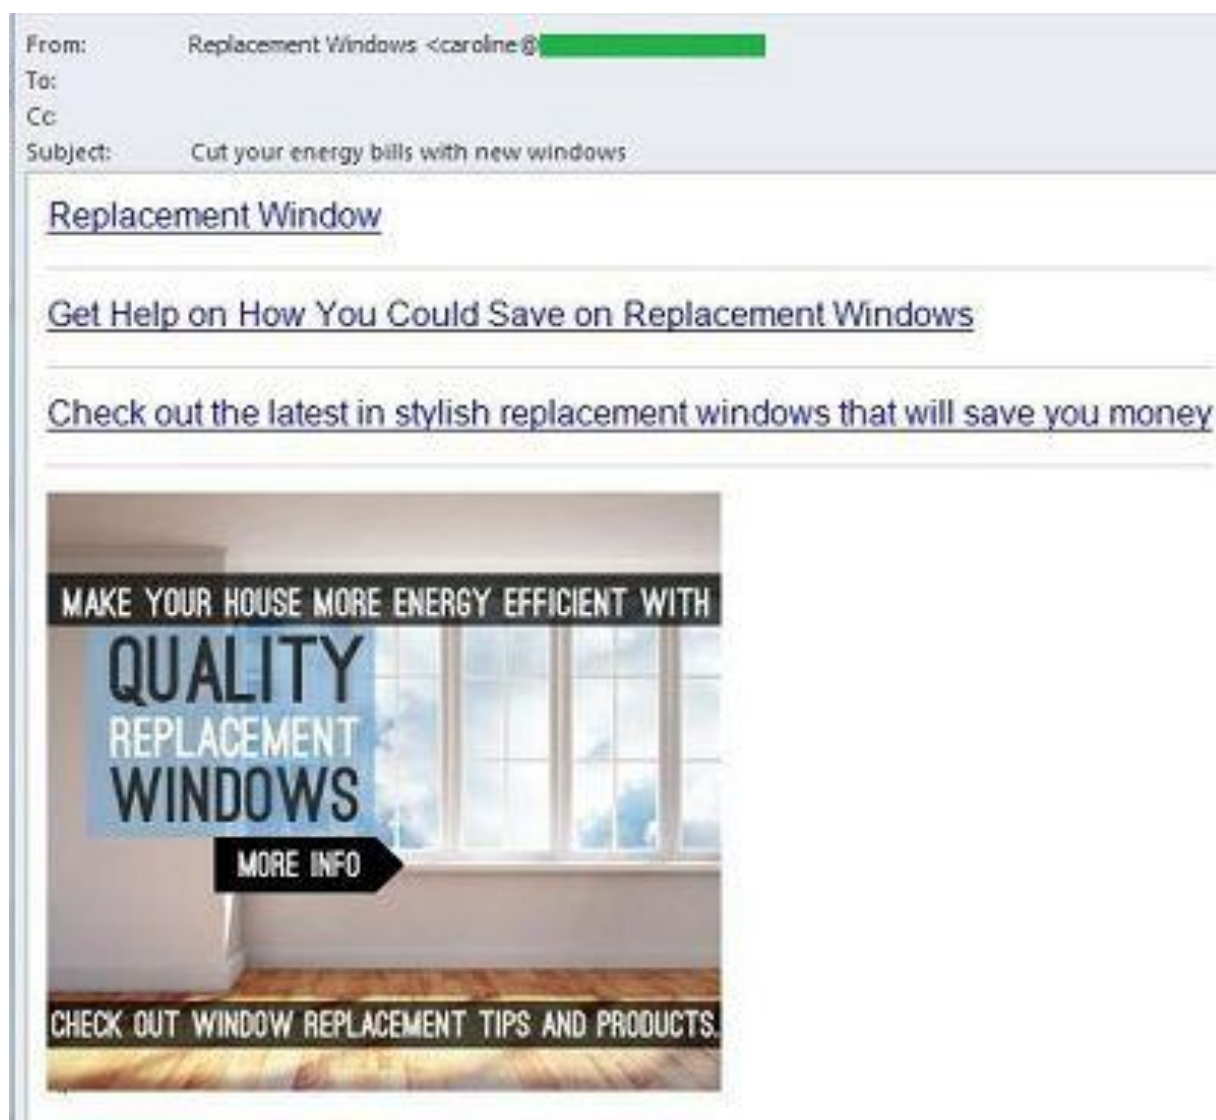 From: Replacement Windows <caroline@
To:
Cc
Subject: Cut your energy bills with new windows
Replacement Window
Get Help on How You Could Save on Replacement Windows
Check out the latest in stylish replacement windows that will save you money
MAKE YOUR HOUSE MORE ENERGY EFFICIENT WITH
QUALITY
REPLACEMENT
WINDOWS
MORE INFO
CHECK OUT WINDOW REPLACEMENT TIPS AND PRODUCTS.